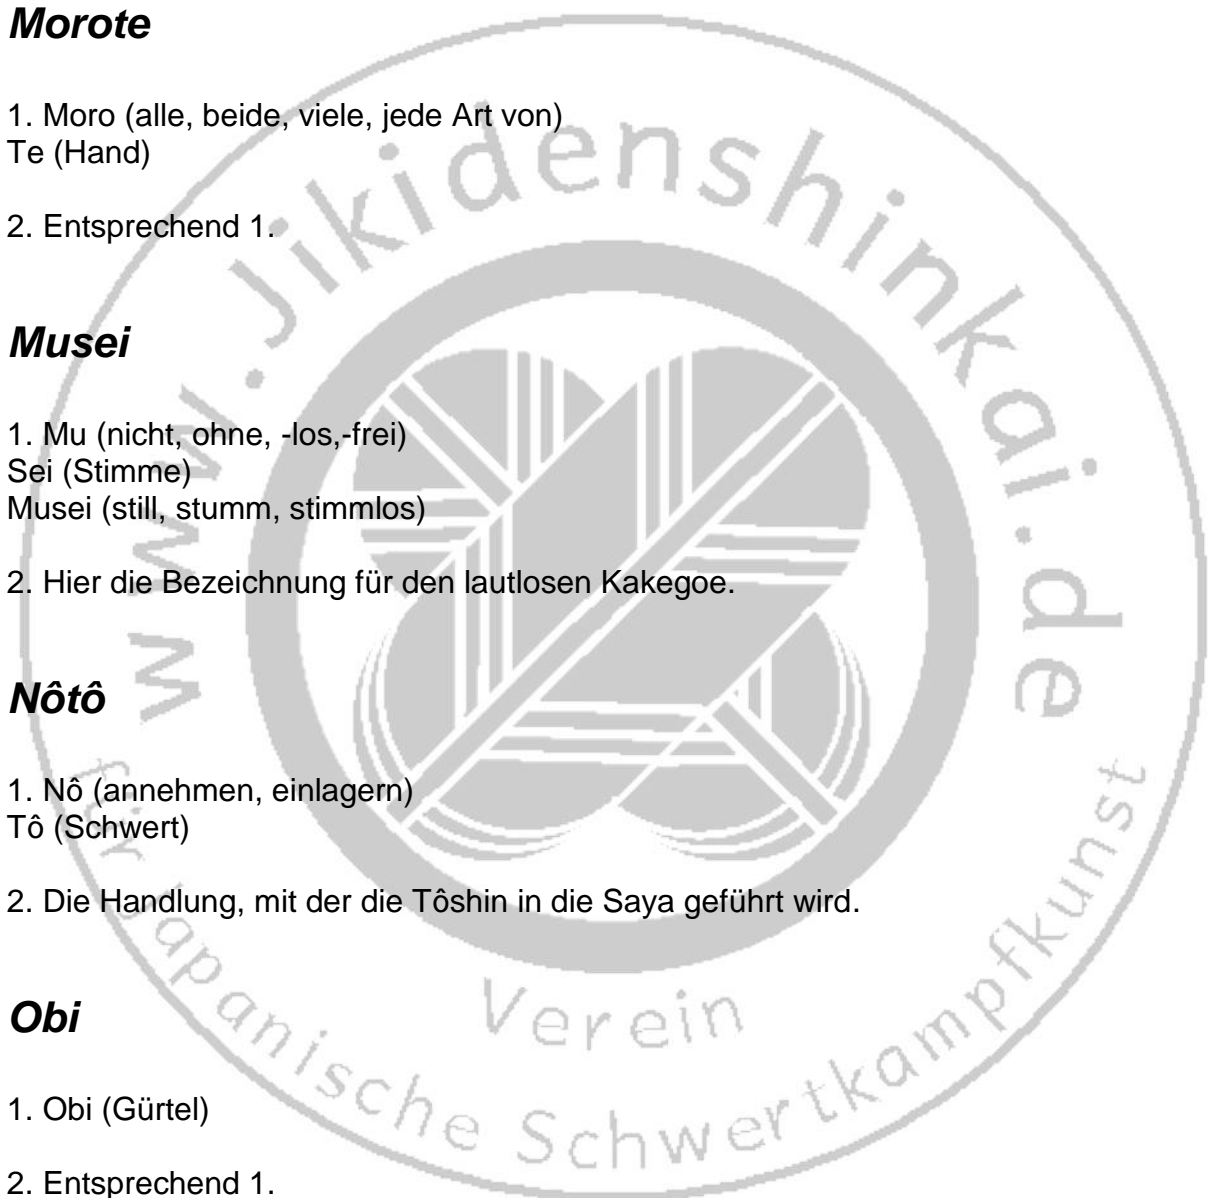 Morote
1. Moro (alle, beide, viele, jede Art von)
Te (Hand)
2. Entsprechend 1.
Musei
1. Mu (nicht, ohne, -los,-frei)
Sei (Stimme)
Musei (still, stumm, stimmlos)
2. Hier die Bezeichnung für den lautlosen Kakegoe.
Nôtô
1. Nô (annehmen, einlagern)
Tô (Schwert)
2. Die Handlung, mit der die Tôshin in die Saya geführt wird.
Obi
1. Obi (Gürtel)
2. Entsprechend 1.
www.Jikidenshinkai.de
Verein
für Japanische Schwertkampfkunst